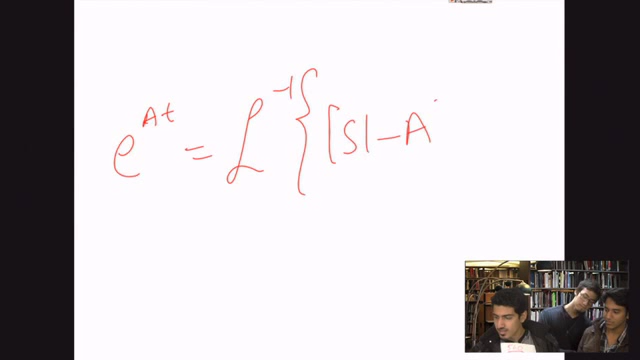 e^{At} = ℒ^{-1} { [SI - A